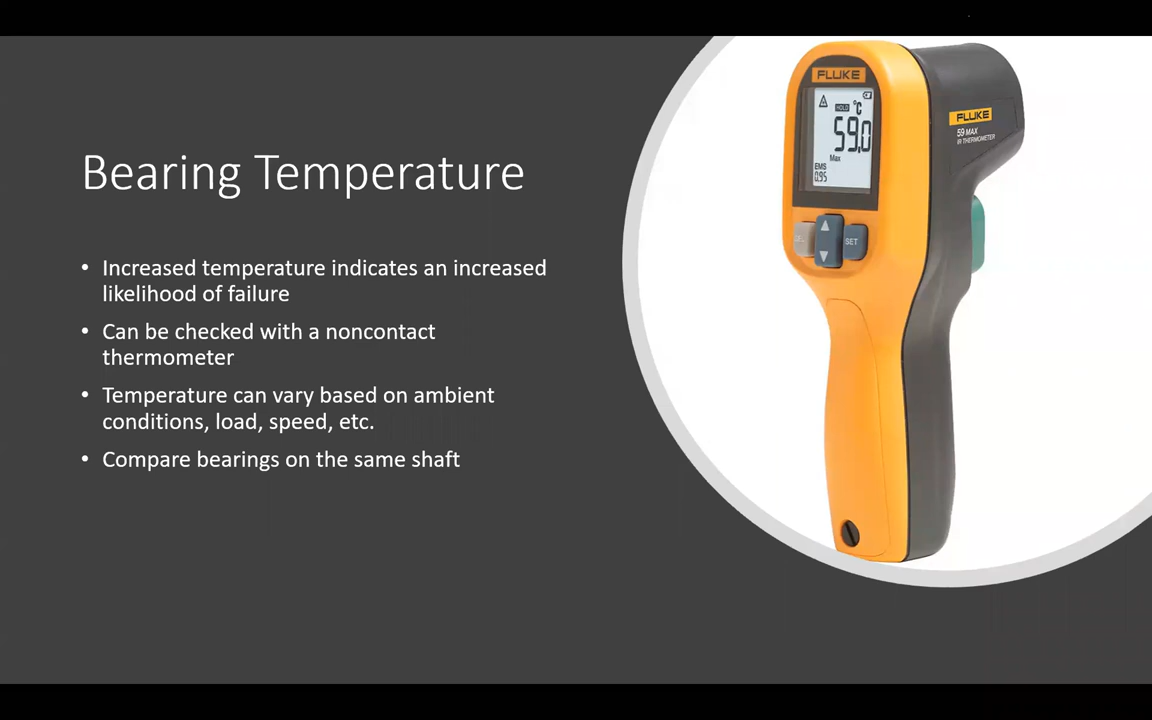 Bearing Temperature
• Increased temperature indicates an increased
likelihood of failure
• Can be checked with a noncontact
thermometer
• Temperature can vary based on ambient
conditions, load, speed, etc.
• Compare bearings on the same shaft
FLUKE
HOLD °C
59.0
Max
EMS
0.95
SET
FLUKE
59 MAX
IR THERMOMETER